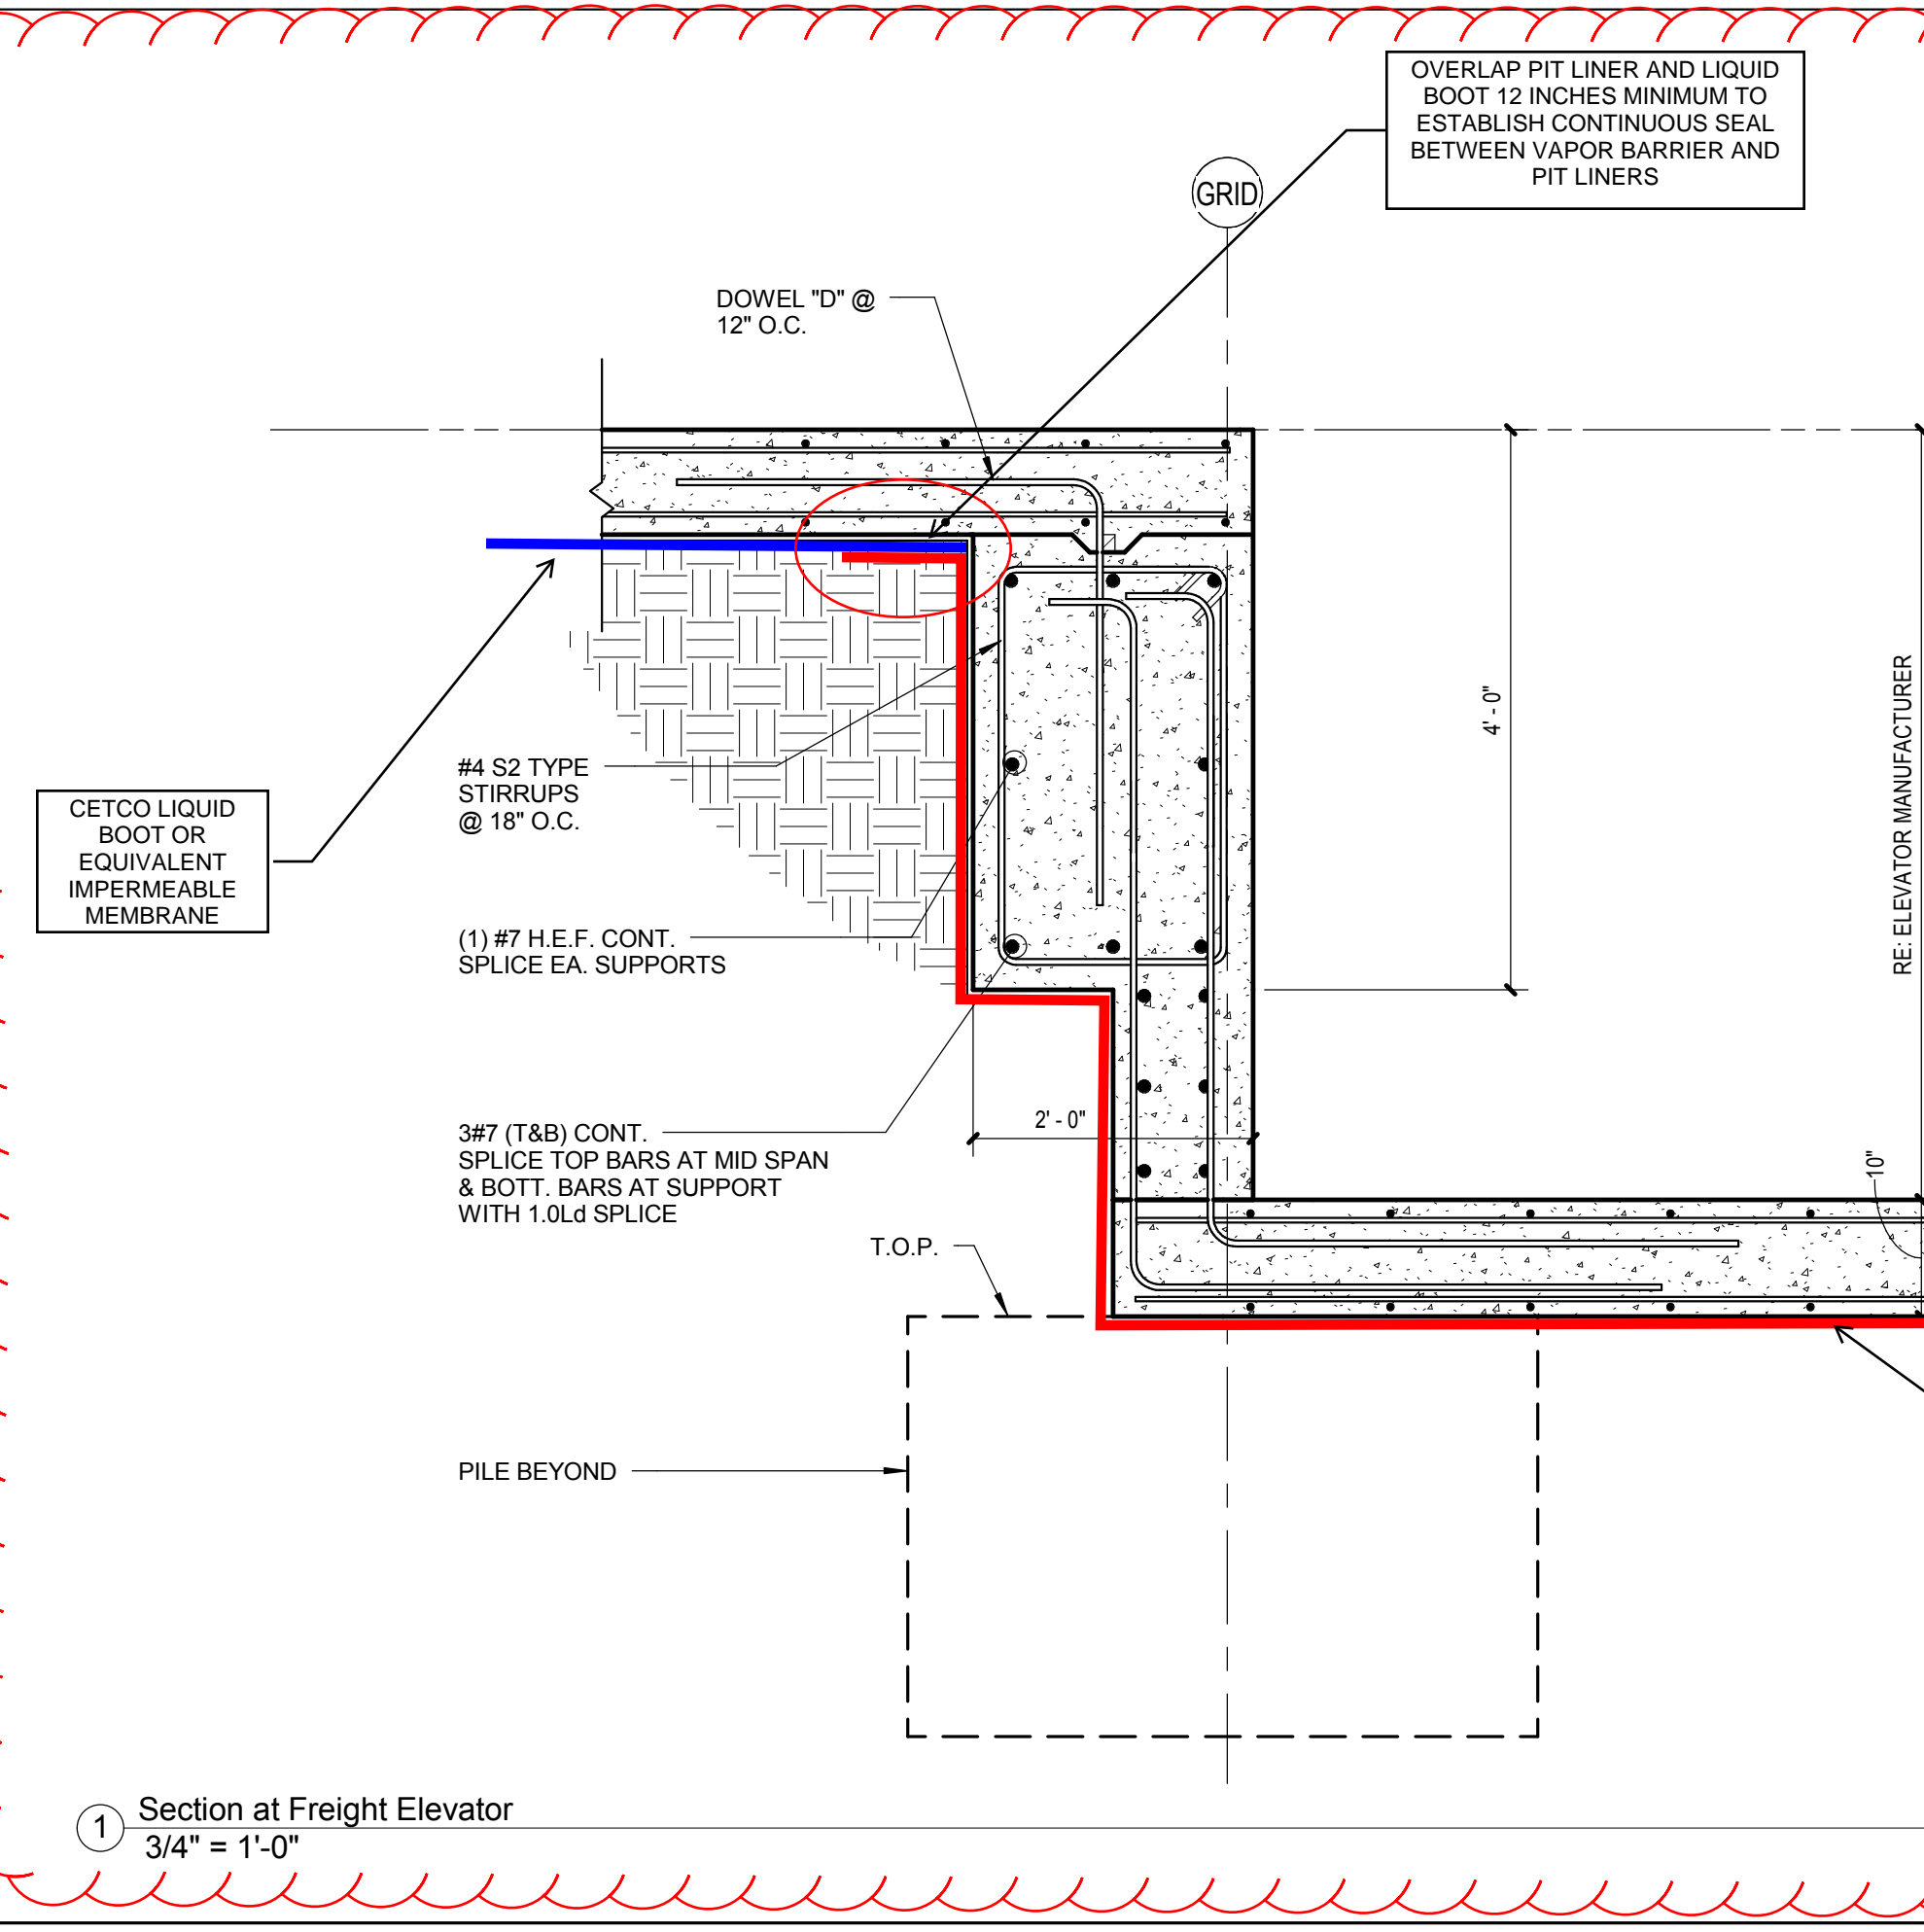 OVERLAP PIT LINER AND LIQUID
BOOT 12 INCHES MINIMUM TO
ESTABLISH CONTINUOUS SEAL
BETWEEN VAPOR BARRIER AND
PIT LINERS
GRID
DOWEL "D" @
12" O.C.
4' - 0"
RE: ELEVATOR MANUFACTURER
#4 S2 TYPE
STIRRUPS
@ 18" O.C.
CETCO LIQUID
BOOT OR
EQUIVALENT
IMPERMEABLE
MEMBRANE
(1) #7 H.E.F. CONT.
SPLICE EA. SUPPORTS
2' - 0"
3#7 (T&B) CONT.
SPLICE TOP BARS AT MID SPAN
& BOTT. BARS AT SUPPORT
WITH 1.0Ld SPLICE
10"
T.O.P.
PILE BEYOND
1
Section at Freight Elevator
3/4" = 1'-0"